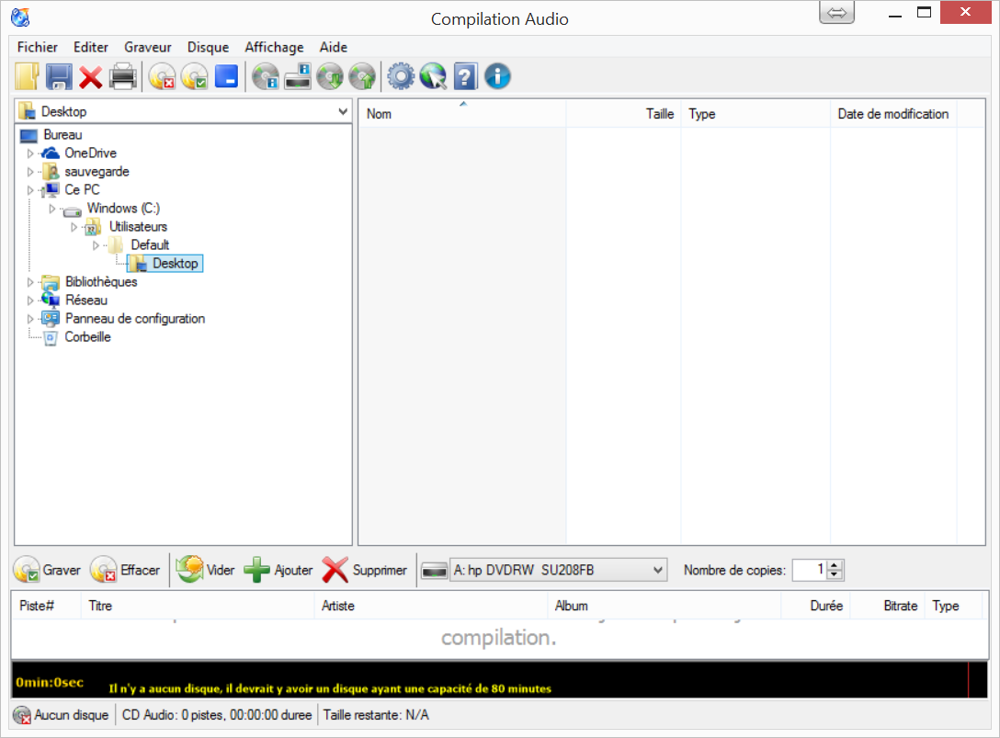 Compilation Audio
Fichier Editer Graveur Disque Affichage Aide
Desktop
Nom Taille Type Date de modification
Bureau
OneDrive
sauvegarde
Ce PC
Windows (C:)
Utilisateurs
Default
Desktop
Bibliothèques
Réseau
Panneau de configuration
Corbeille
Graver Effacer Vider Ajouter Supprimer A: hp DVDRW SU208FB Nombre de copies: 1
Piste# Titre Artiste Album Durée Bitrate Type
compilation.
0min:0sec Il n'y a aucun disque, il devrait y avoir un disque ayant une capacité de 80 minutes
Aucun disque CD Audio: 0 pistes, 00:00:00 duree Taille restante: N/A